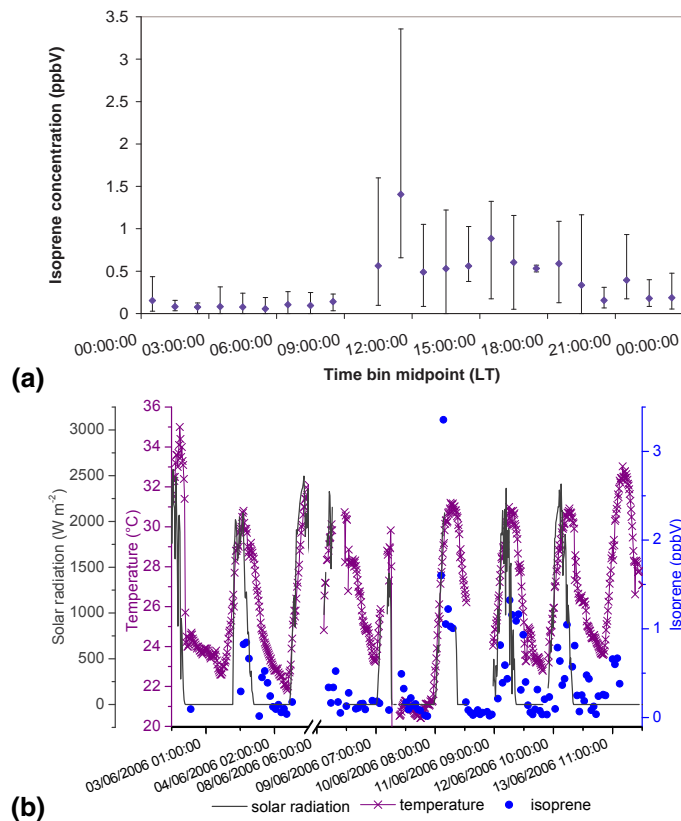 3.5
3
2.5
2
1.5
1
0.5
0
Isoprene concentration (ppbV)
00:00:00 03:00:00 06:00:00 09:00:00 12:00:00 15:00:00 18:00:00 21:00:00 00:00:00
Time bin midpoint (LT)
(a)
Solar radiation (W m-2)
3000
2500
2000
1500
1000
500
0
Temperature (°C)
36
34
32
30
28
26
24
22
20
3
2
1
0
Isoprene (ppbV)
03/06/2006 01:00:00 04/06/2006 02:00:00 08/06/2006 06:00:00 09/06/2006 07:00:00 10/06/2006 08:00:00 11/06/2006 09:00:00 12/06/2006 10:00:00 13/06/2006 11:00:00
(b)
solar radiation temperature isoprene